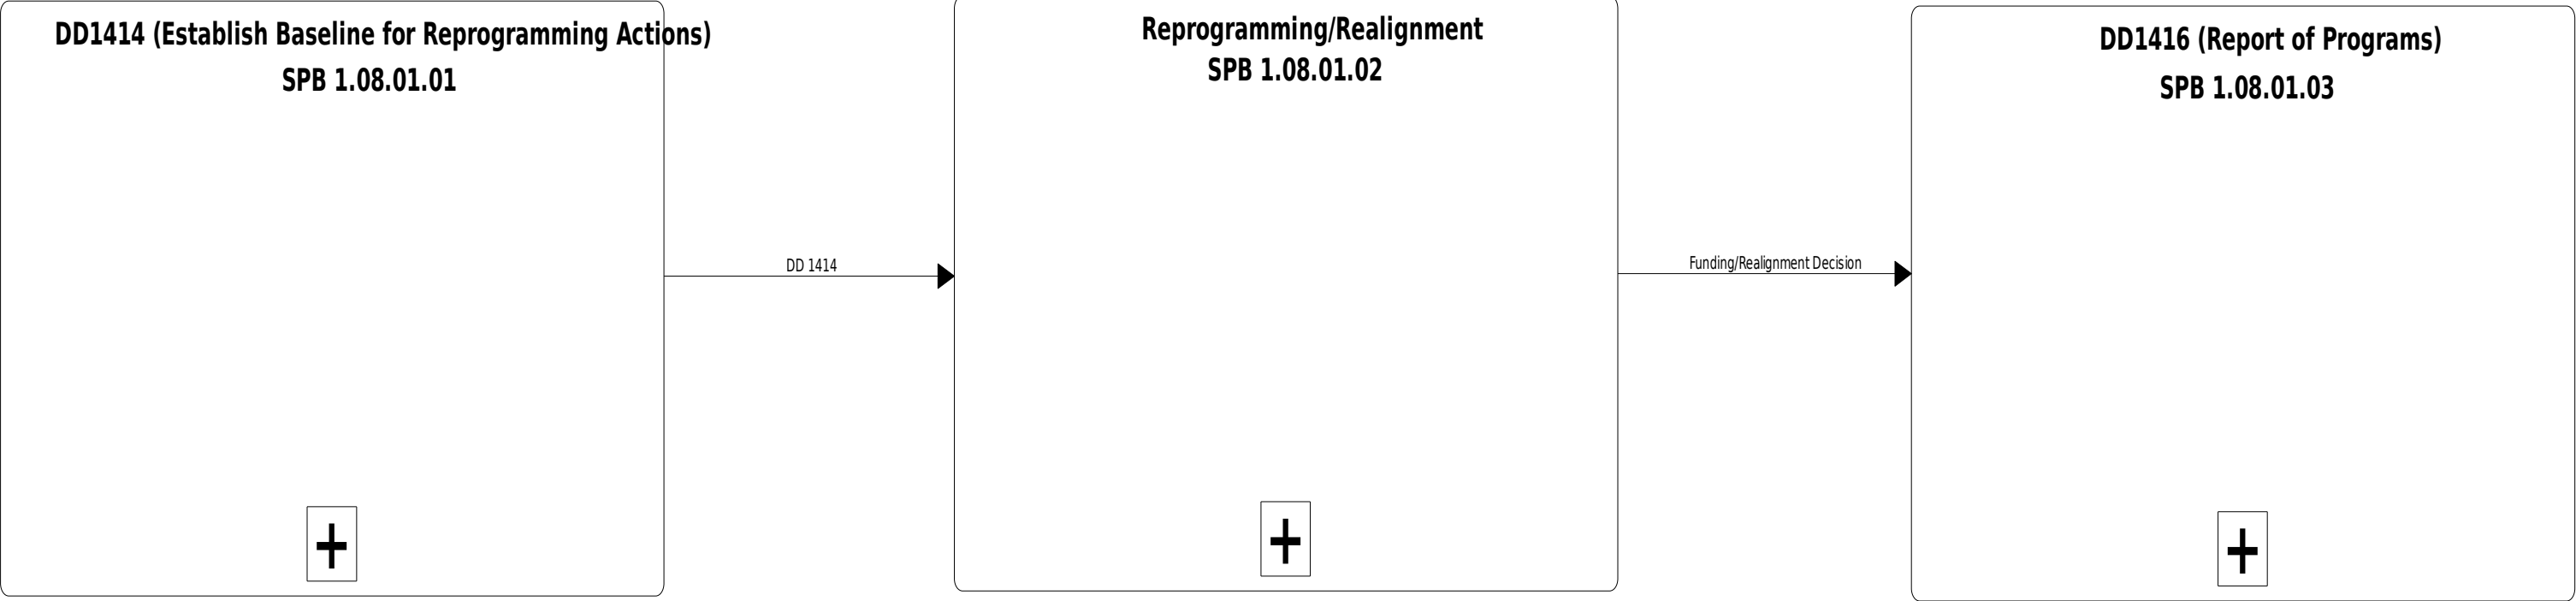 DD1414 (Establish Baseline for Reprogramming Actions)
SPB 1.08.01.01
DD 1414
Reprogramming/Realignment
SPB 1.08.01.02
Funding/Realignment Decision
DD1416 (Report of Programs)
SPB 1.08.01.03